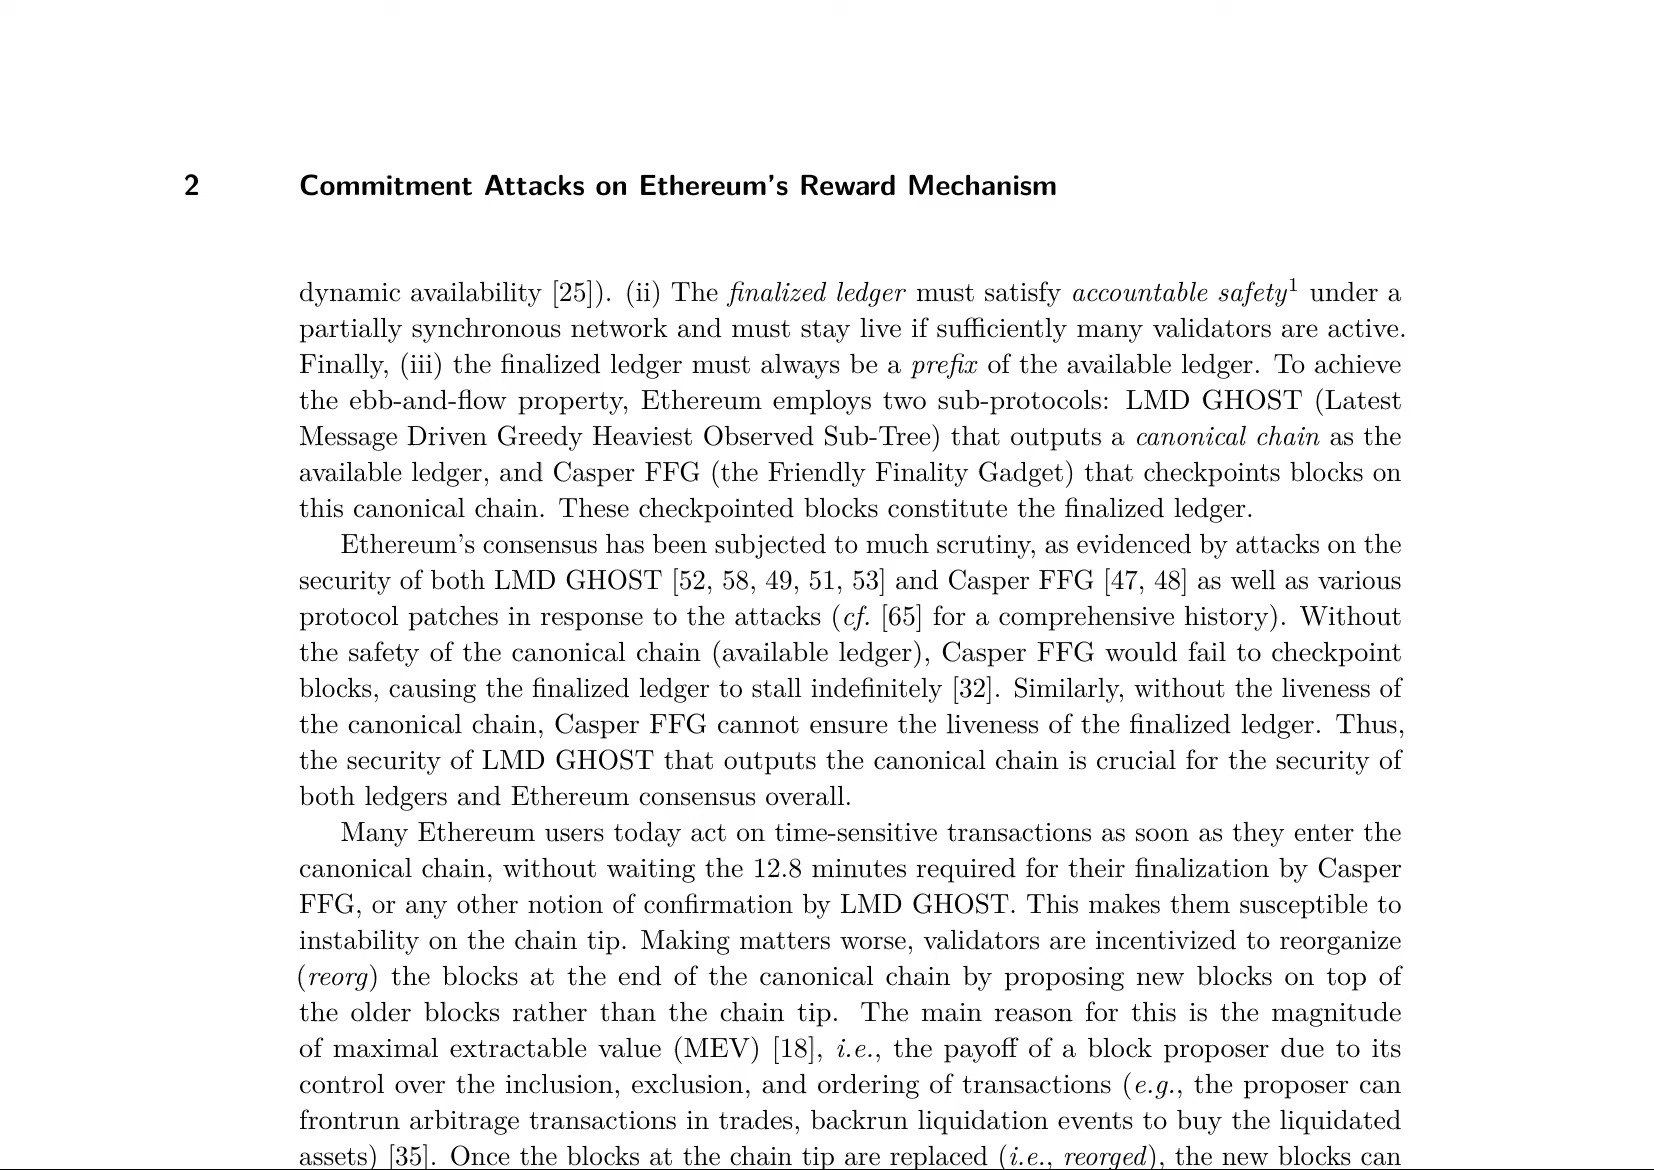 2 Commitment Attacks on Ethereum's Reward Mechanism
dynamic availability [25]). (ii) The finalized ledger must satisfy accountable safety1 under a
partially synchronous network and must stay live if sufficiently many validators are active.
Finally, (iii) the finalized ledger must always be a prefix of the available ledger. To achieve
the ebb-and-flow property, Ethereum employs two sub-protocols: LMD GHOST (Latest
Message Driven Greedy Heaviest Observed Sub-Tree) that outputs a canonical chain as the
available ledger, and Casper FFG (the Friendly Finality Gadget) that checkpoints blocks on
this canonical chain. These checkpointed blocks constitute the finalized ledger.
Ethereum's consensus has been subjected to much scrutiny, as evidenced by attacks on the
security of both LMD GHOST [52, 58, 49, 51, 53] and Casper FFG [47, 48] as well as various
protocol patches in response to the attacks (cf. [65] for a comprehensive history). Without
the safety of the canonical chain (available ledger), Casper FFG would fail to checkpoint
blocks, causing the finalized ledger to stall indefinitely [32]. Similarly, without the liveness of
the canonical chain, Casper FFG cannot ensure the liveness of the finalized ledger. Thus,
the security of LMD GHOST that outputs the canonical chain is crucial for the security of
both ledgers and Ethereum consensus overall.
Many Ethereum users today act on time-sensitive transactions as soon as they enter the
canonical chain, without waiting the 12.8 minutes required for their finalization by Casper
FFG, or any other notion of confirmation by LMD GHOST. This makes them susceptible to
instability on the chain tip. Making matters worse, validators are incentivized to reorganize
(reorg) the blocks at the end of the canonical chain by proposing new blocks on top of
the older blocks rather than the chain tip. The main reason for this is the magnitude
of maximal extractable value (MEV) [18], i.e., the payoff of a block proposer due to its
control over the inclusion, exclusion, and ordering of transactions (e.g., the proposer can
frontrun arbitrage transactions in trades, backrun liquidation events to buy the liquidated
assets) [35]. Once the blocks at the chain tip are replaced (i.e., reorged), the new blocks can